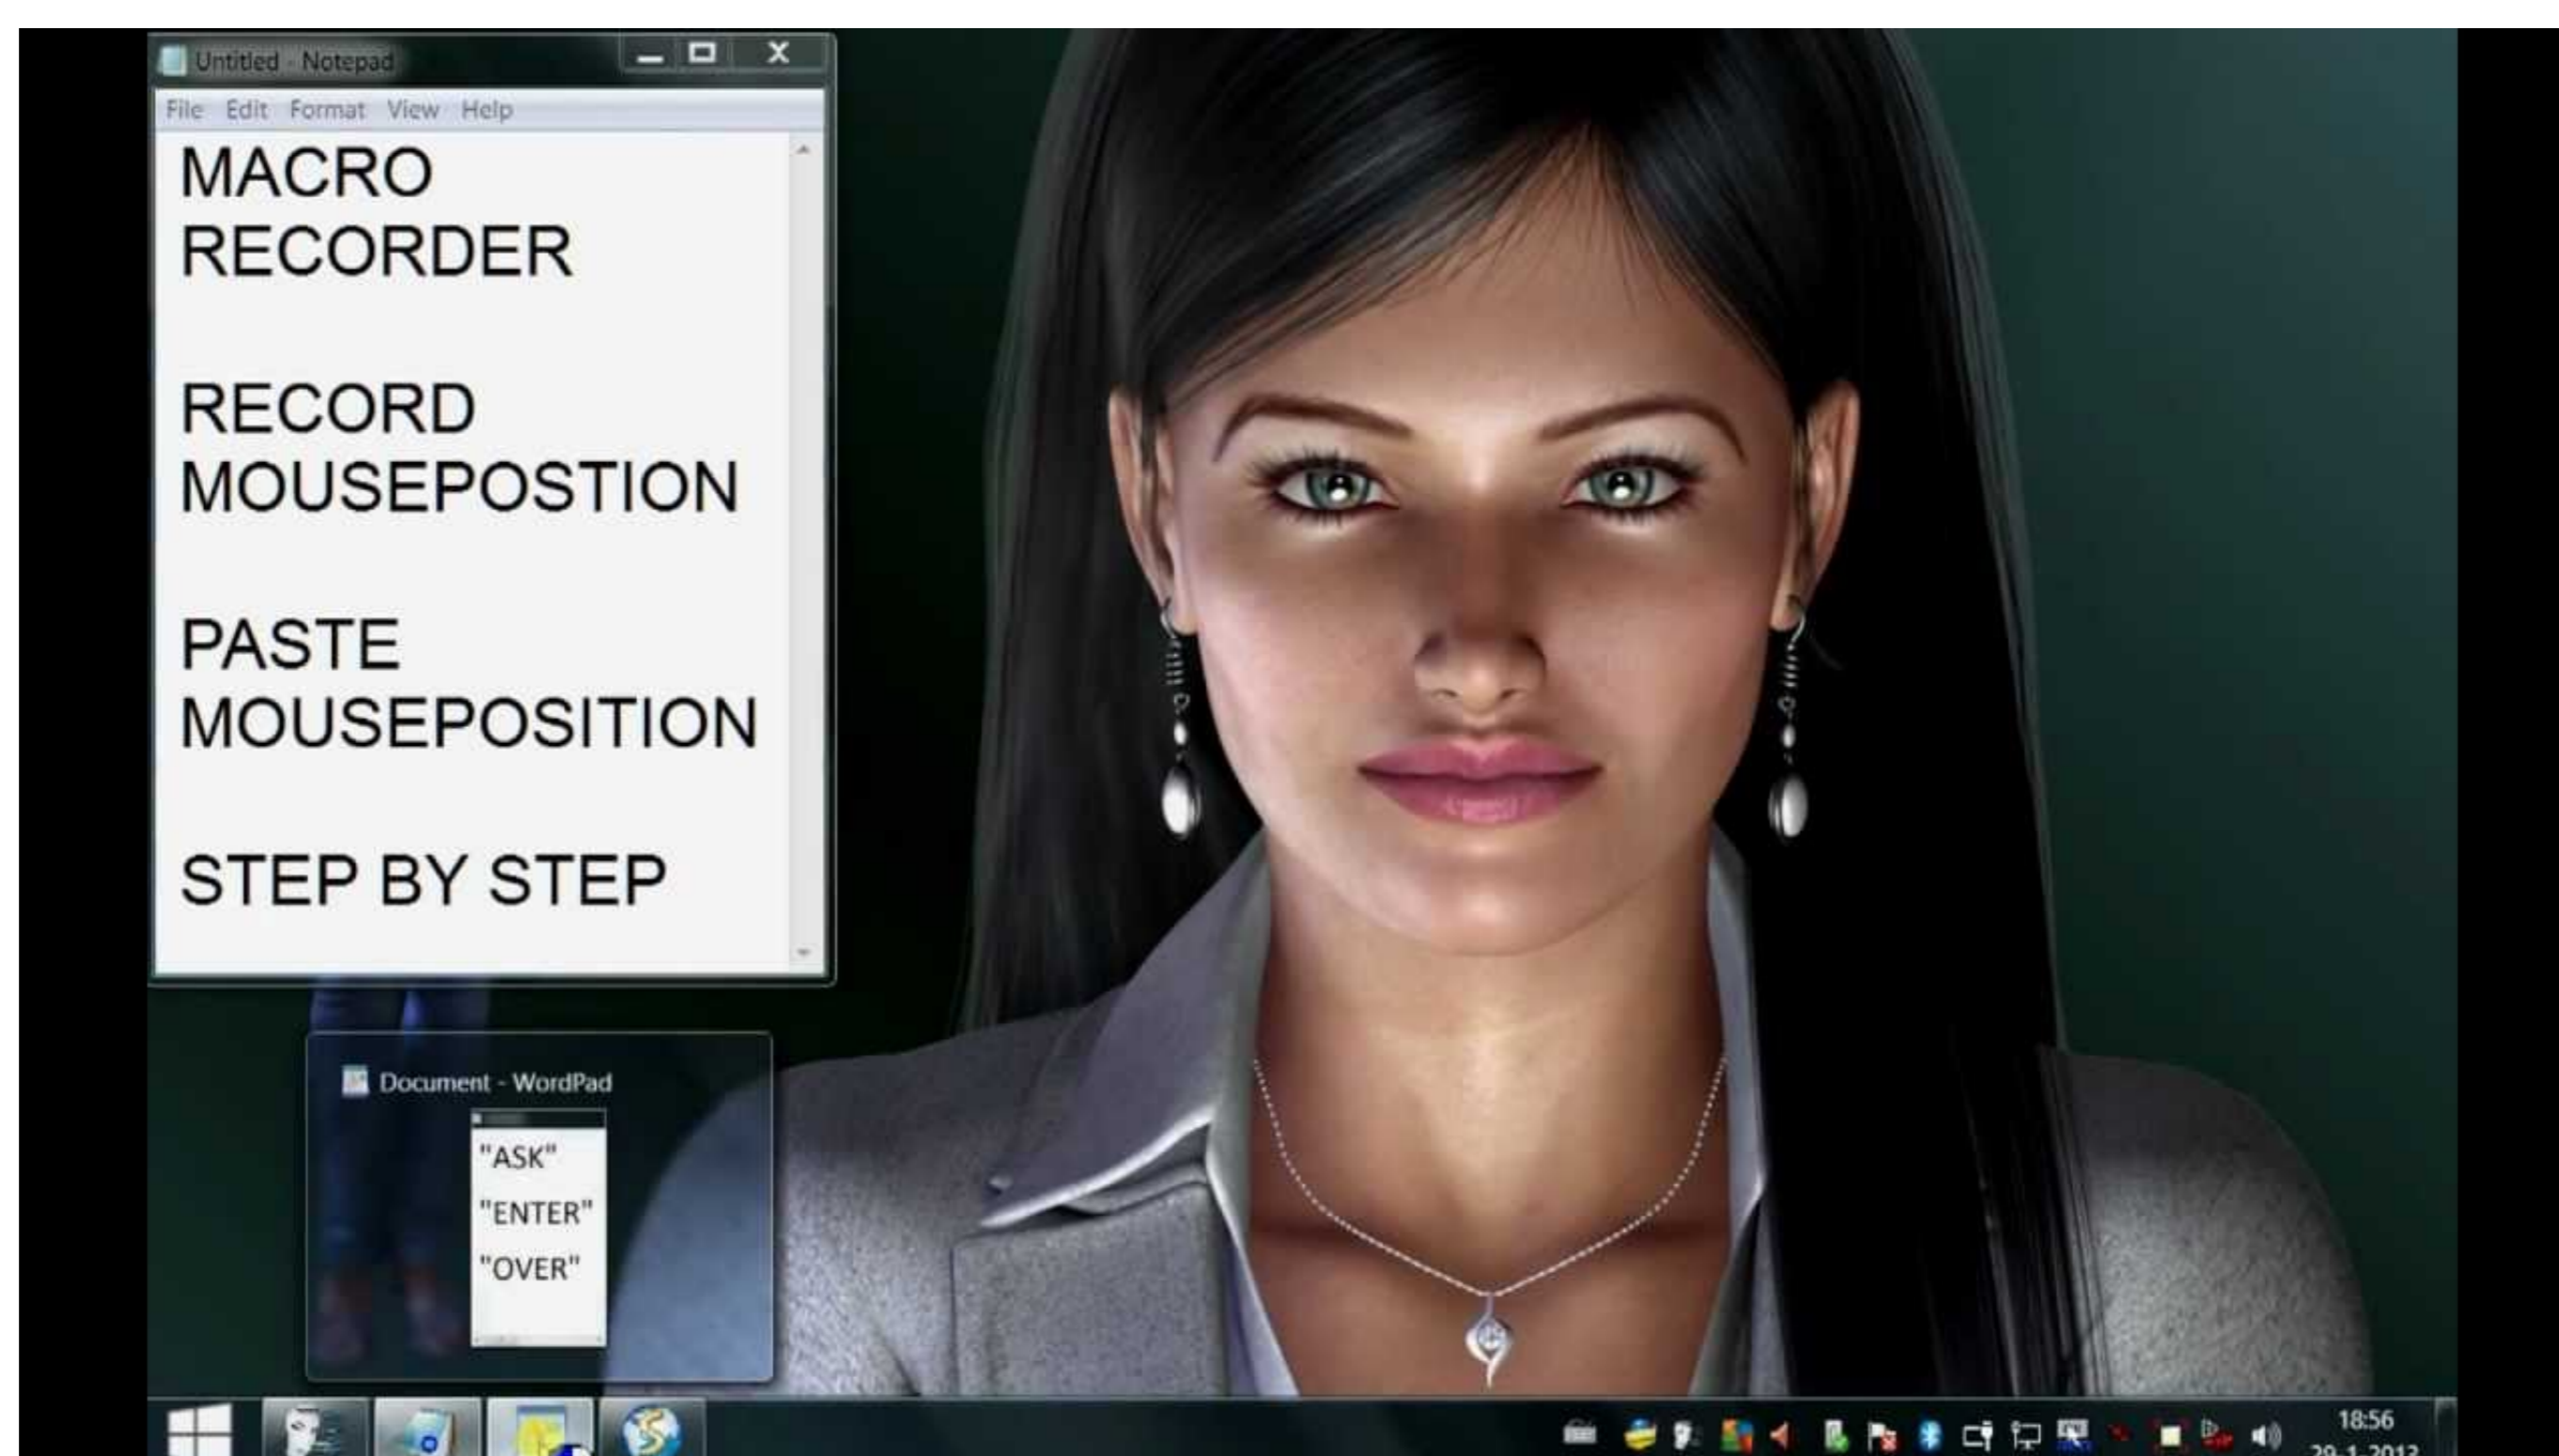 Untitled - Notepad
File Edit Format View Help
MACRO
RECORDER
RECORD
MOUSEPOSTION
PASTE
MOUSEPOSITION
STEP BY STEP
Document - WordPad
"ASK"
"ENTER"
"OVER"
18:56